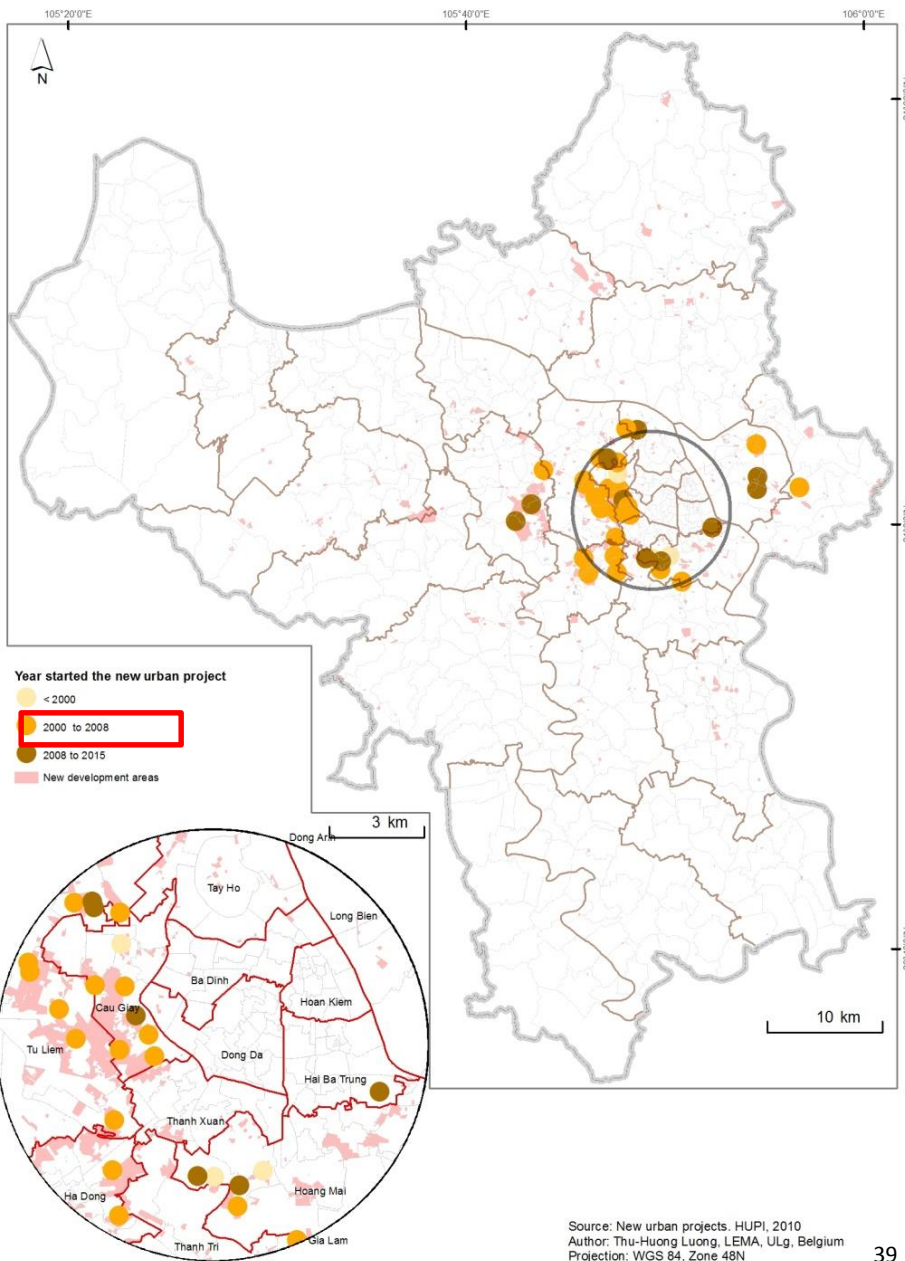 105°20'0"E 105°40'0"E 106°0'0"E
N
Year started the new urban project
< 2000
2000 to 2008
2008 to 2015
New development areas
3 km
10 km
Dong Anh
Tay Ho
Long Bien
Ba Dinh
Hoan Kiem
Cau Giay
Tu Liem
Dong Da
Hai Ba Trung
Thanh Xuan
Ha Dong
Hoang Mai
Thanh Tri
Gia Lam
Source: New urban projects. HUPI, 2010
Author: Thu-Huong Luong, LEMA, ULg, Belgium
Projection: WGS 84, Zone 48N
39